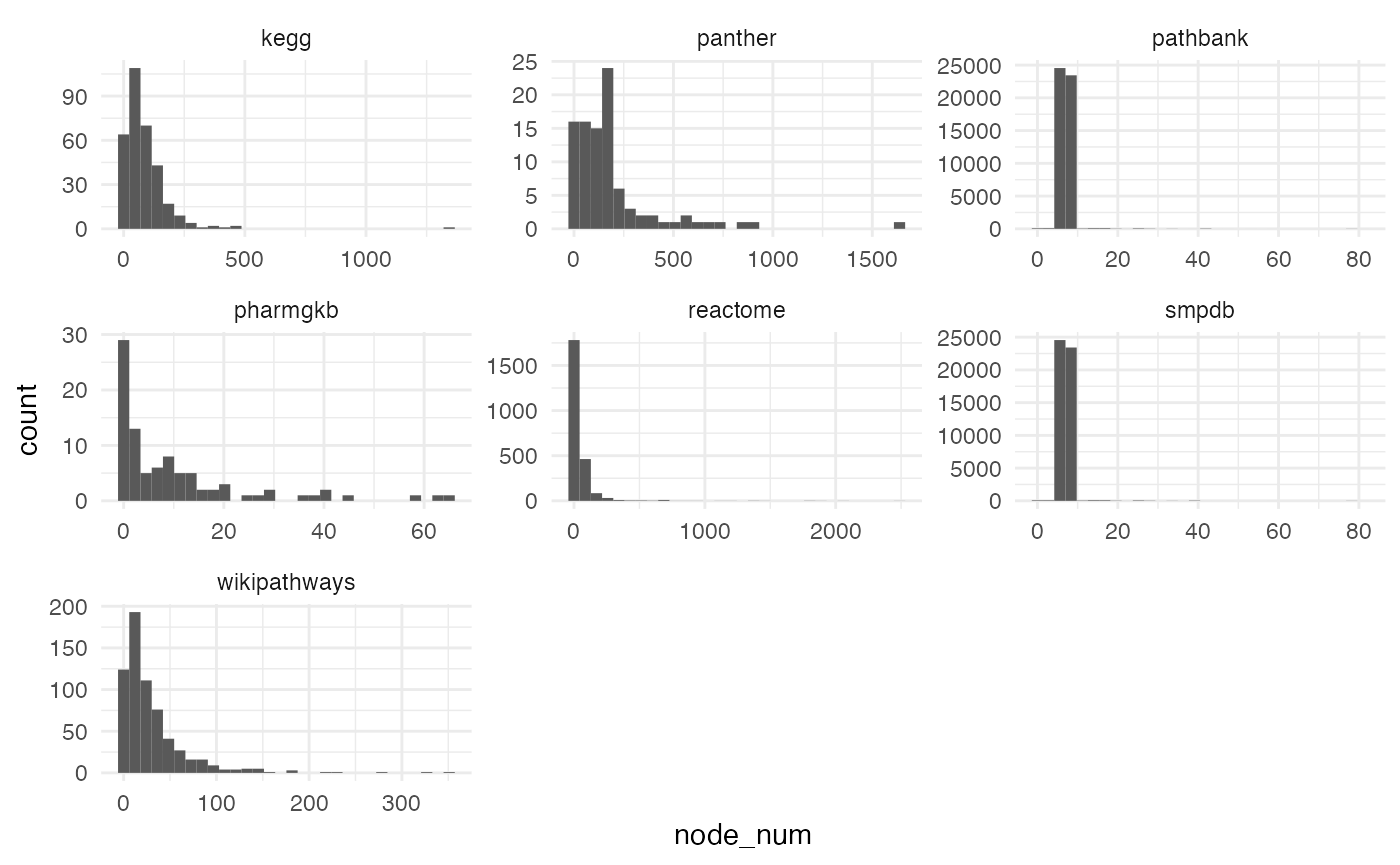 kegg
panther
pathbank
90
60
30
0
0 500 1000
25
20
15
10
5
0
0 500 1000 1500
25000
20000
15000
10000
5000
0
0 20 40 60 80
pharmgkb
reactome
smpdb
30
20
10
0
0 20 40 60
1500
1000
500
0
0 1000 2000
25000
20000
15000
10000
5000
0
0 20 40 60 80
count
wikipathways
200
150
100
50
0
0 100 200 300
node_num